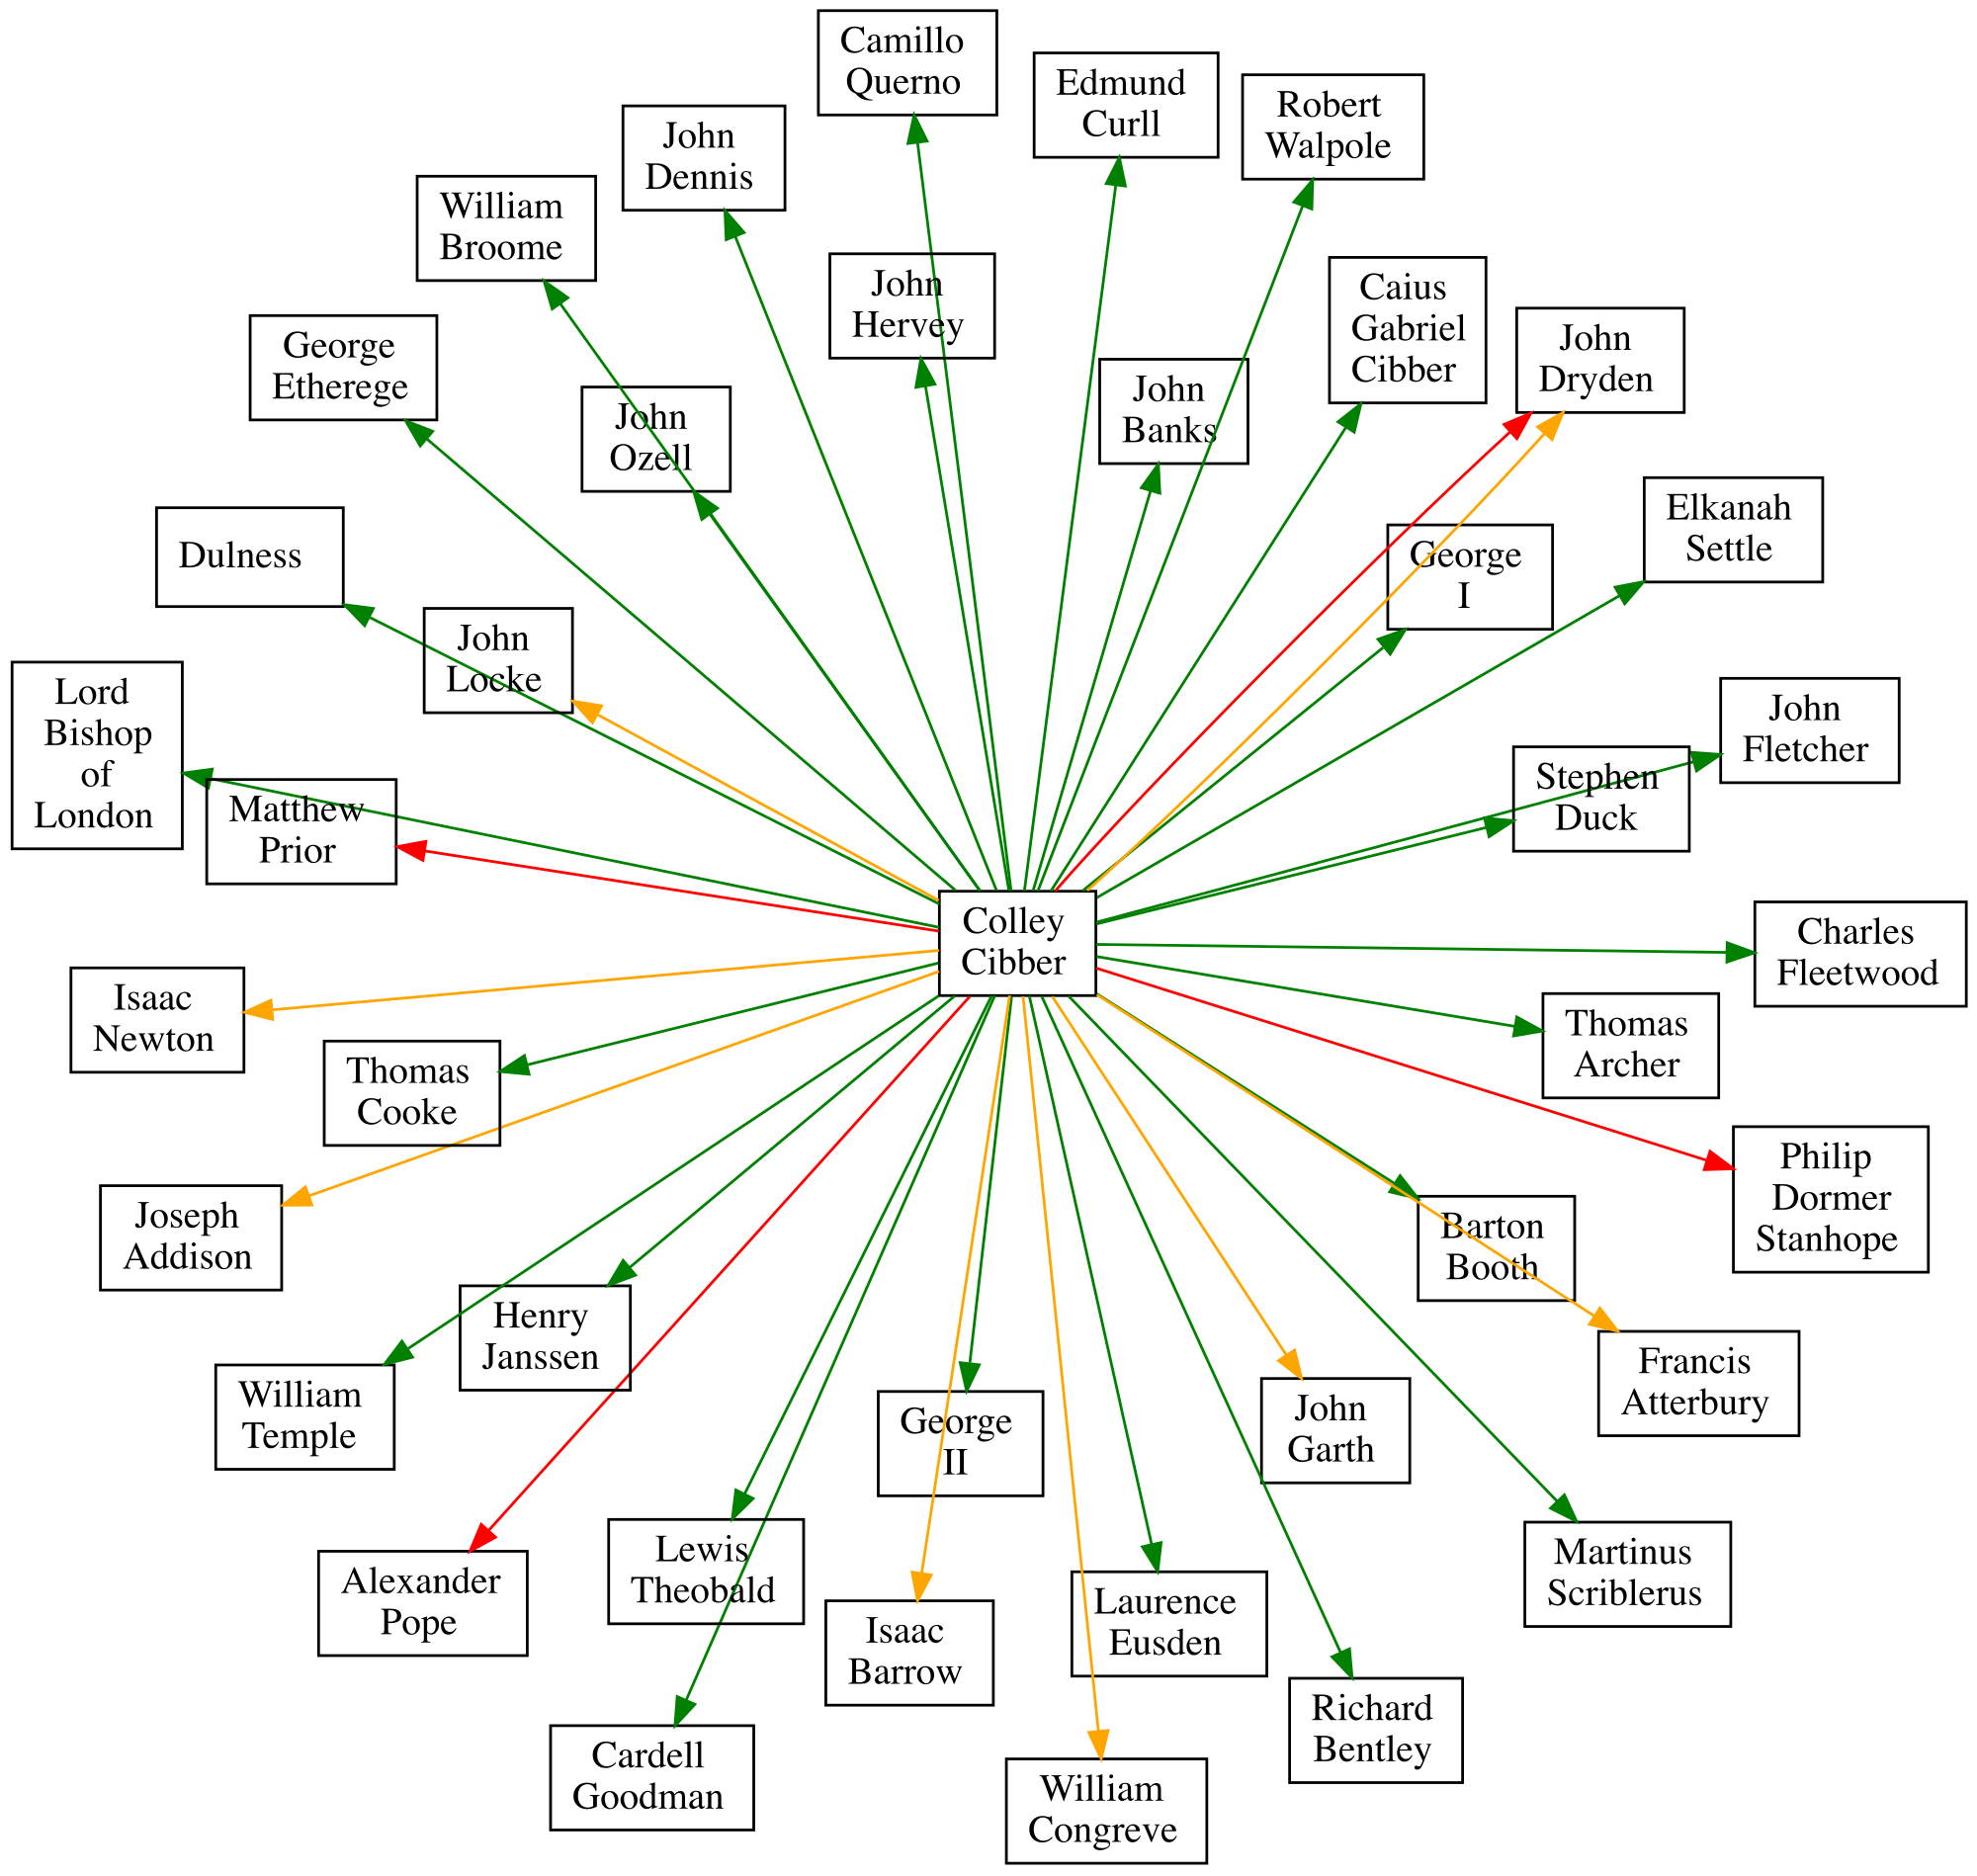 Camillo
Querno
Edmund
Curll
Robert
Walpole
John
Dennis
William
Broome
John
Hervey
Caius
Gabriel
Cibber
John
Dryden
George
Etherege
John
Banks
John
Ozell
Elkanah
Settle
George
I
Dulness
John
Locke
Lord
Bishop
of
London
John
Fletcher
Stephen
Duck
Matthew
Prior
Colley
Cibber
Charles
Fleetwood
Isaac
Newton
Thomas
Archer
Thomas
Cooke
Philip
Dormer
Stanhope
Joseph
Addison
Barton
Booth
Henry
Janssen
Francis
Atterbury
William
Temple
John
Garth
George
II
Lewis
Theobald
Martinus
Scriblerus
Alexander
Pope
Laurence
Eusden
Isaac
Barrow
Richard
Bentley
Cardell
Goodman
William
Congreve